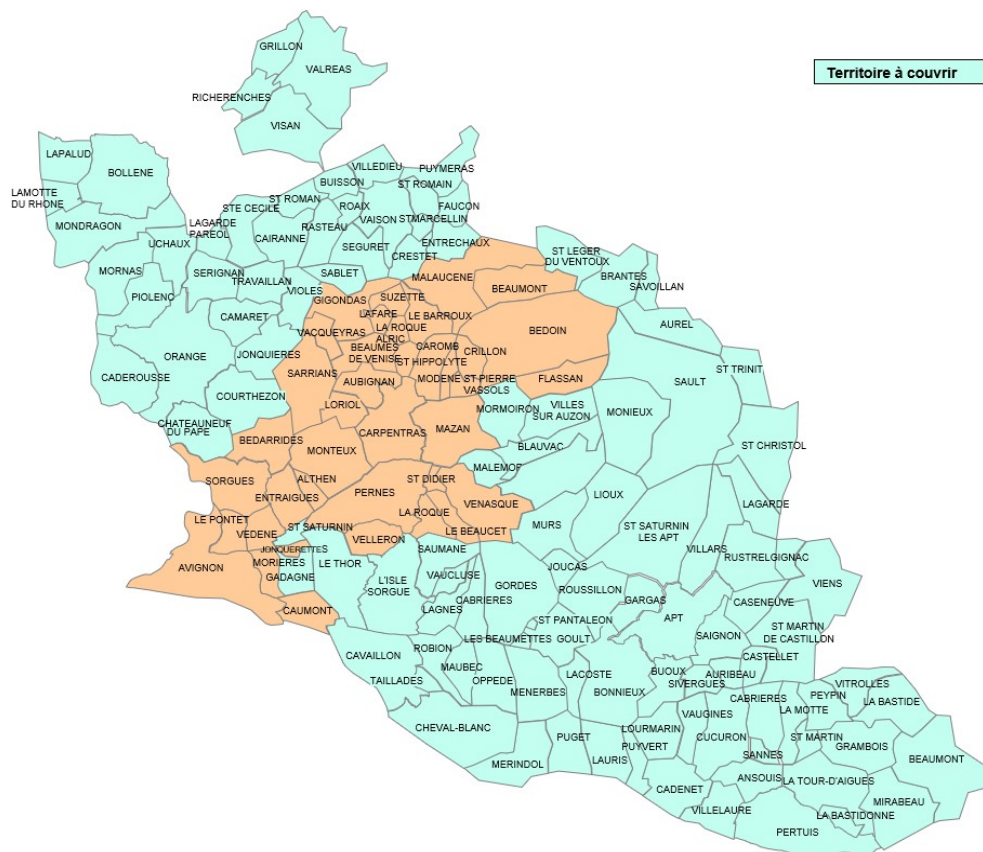 GRILLON
VALREAS
Territoire à couvrir
RICHERENCHES
VISAN
LAPALUD
BOLLENE
VILLEDIEU
PUYMERAS
BUISSON
ST ROMAIN
LAMOTTE
DU RHONE
ST ROMAN
ROAIX
FAUCON
STE CECILE
VAISON
STMARCELLIN
MONDRAGON
LAGARDE
PAREOL
RASTEAU
CAIRANNE
UCHAUX
SEGURET
ENTRECHAUX
CRESTET
ST LEGER
DU VENTOUX
MORNAS
SERIGNAN
TRAVAILLAN
SABLET
MALAUCENE
BRANTES
SAVOILLAN
VIOLES
PIOLENC
GIGONDAS
SUZETTE
BEAUMONT
CAMARET
LAFARE
LE BARROUX
VACQUEYRAS
LA ROQUE
ALRIC
BEDOIN
AUREL
ORANGE
JONQUIERES
BEAUMES
DE VENISE
CAROMB
CRILLON
ST HIPPOLYTE
SARRIANS
ST TRINIT
CADEROUSSE
AUBIGNAN
MODENE
ST PIERRE
VASSOLS
FLASSAN
SAULT
COURTHEZON
LORIOL
MORMOIRON
VILLES
SUR AUZON
MONIEUX
CHATEAUNEUF
DU PAPE
CARPENTRAS
MAZAN
BEDARRIDES
MONTEUX
BLAUVAC
ST CHRISTOL
MALEMOR
SORGUES
ALTHEN
ST DIDIER
PERNES
LIOUX
ENTRAIGUES
VENASQUE
LAGARDE
LE PONTET
LA ROQUE
MURS
ST SATURNIN
ST SATURNIN
LES APT
VEDENE
VELLERON
LE BEAUCET
JONQUERETTES
SAUMANE
VILLARS
RUSTREL
GIGNAC
AVIGNON
MORIERES
LE THOR
GADAGNE
VAUCLUSE
JOUCAS
VIENS
L'ISLE
SORGUE
GORDES
ROUSSILLON
GARGAS
CASENEUVE
CAUMONT
LAGNES
CABRIERES
APT
ST PANTALEON
ST MARTIN
DE CASTILLON
LES BEAUMETTES
GOULT
SAIGNON
CAVAILLON
ROBION
CASTELLET
MAUBEC
LACOSTE
BUOUX
AURIBEAU
TAILLADES
OPPEDE
MENERBES
BONNIEUX
SIVERGUES
VITROLLES
PEYPIN
CABRIERES
LA BASTIDE
LA MOTTE
VAUGINES
CHEVAL-BLANC
LOURMARIN
PUGET
CUCURON
ST MARTIN
PUYVERT
GRAMBOIS
MERINDOL
LAURIS
SANNES
BEAUMONT
ANSOUIS
LA TOUR-D'AIGUES
CADENET
MIRABEAU
VILLELAURE
LA BASTIDONNE
PERTUIS